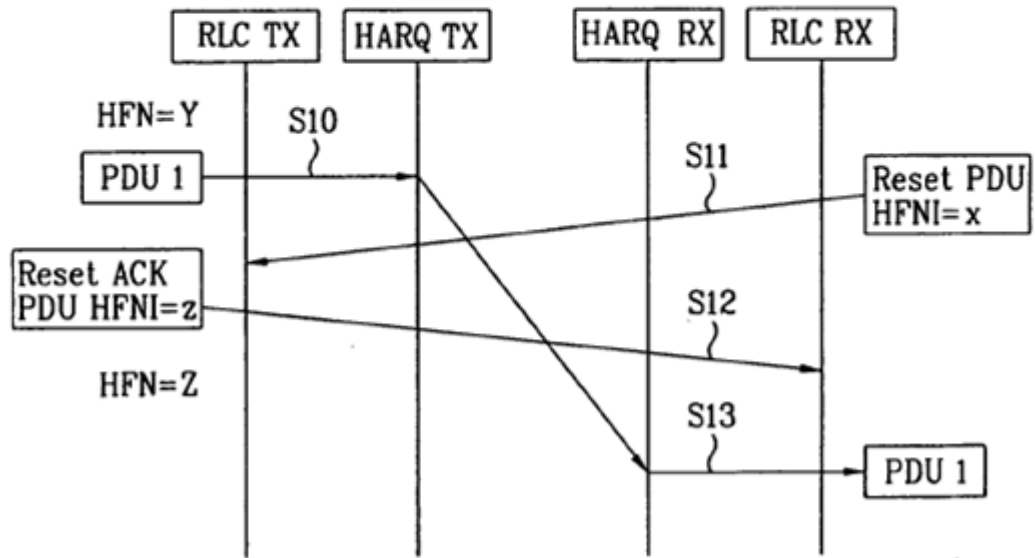 RLC TX
HARQ TX
HARQ RX
RLC RX
HFN=Y
S10
PDU 1
S11
Reset PDU
HFNI=x
Reset ACK
PDU HFNI=z
S12
HFN=Z
S13
PDU 1